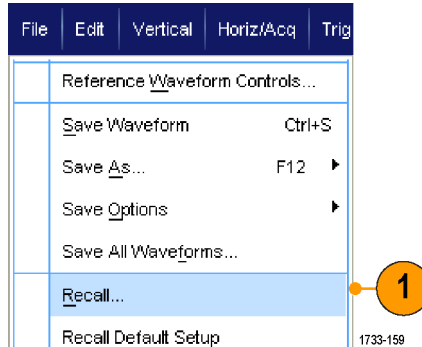 File Edit Vertical Horiz/Acq Trig
Reference Waveform Controls...
Save Waveform Ctrl+S
Save As... F12
Save Options
Save All Waveforms...
Recall... 1
Recall Default Setup 1733-159